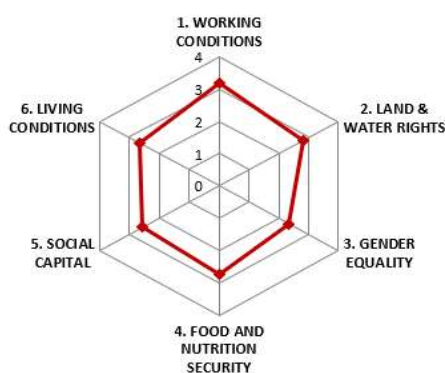 1. WORKING
CONDITIONS
4
3
2
1
0
2. LAND &
WATER RIGHTS
3. GENDER
EQUALITY
4. FOOD AND
NUTRITION
SECURITY
5. SOCIAL
CAPITAL
6. LIVING
CONDITIONS